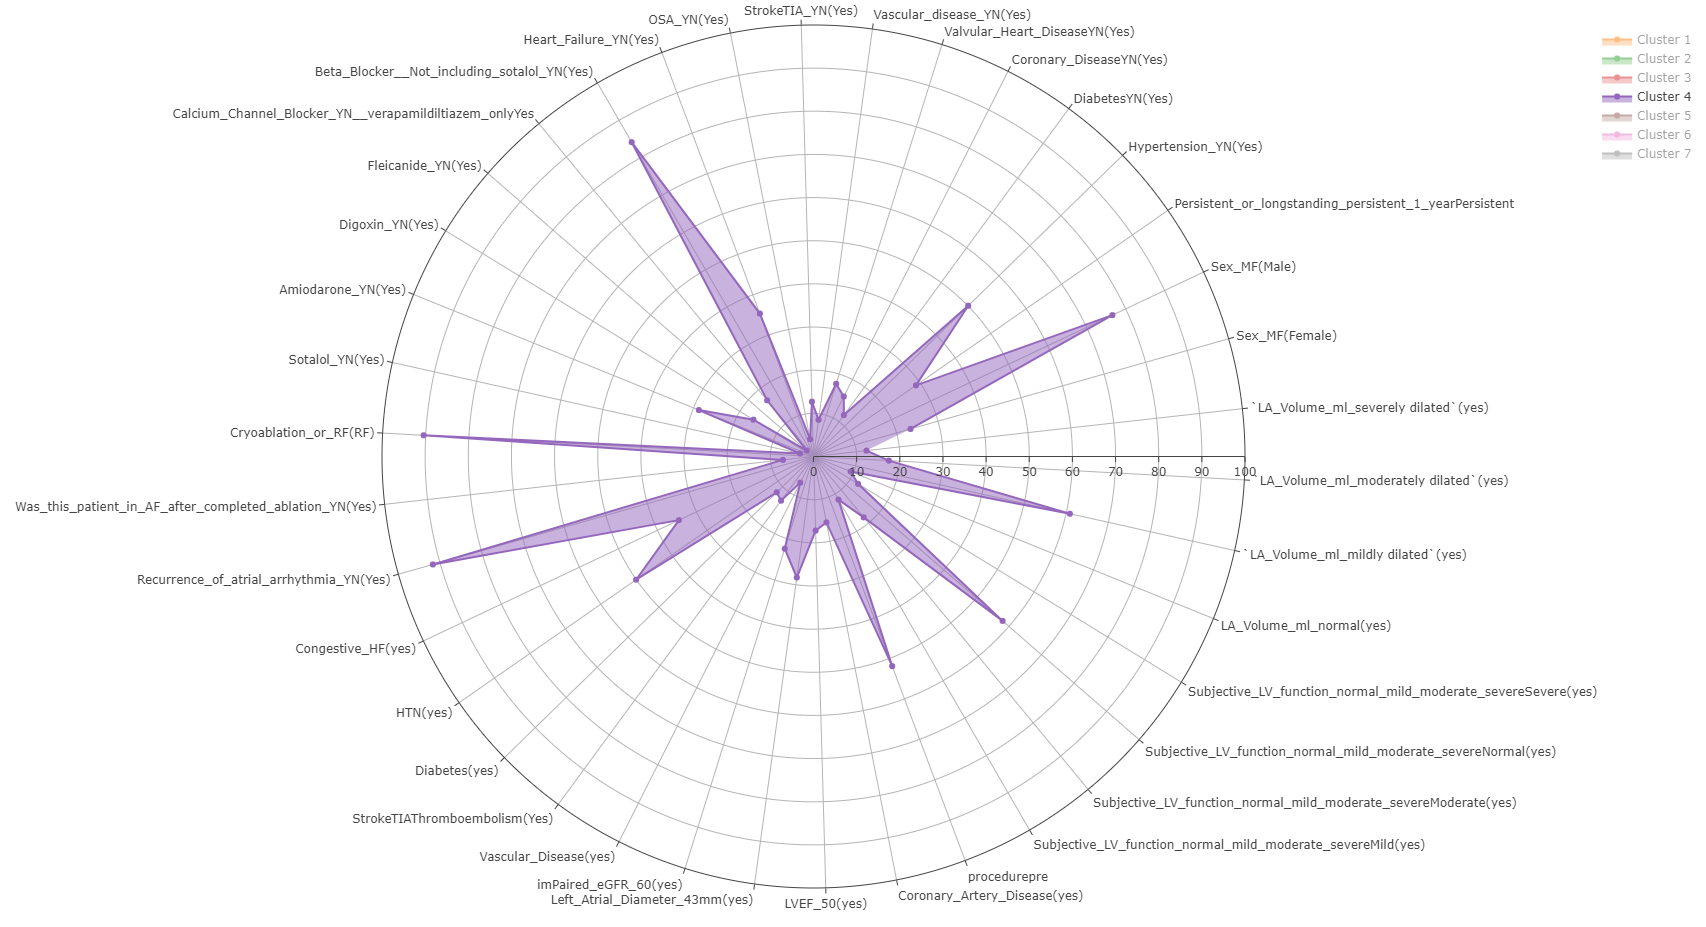 StrokeTIA_YN(Yes)
OSA_YN(Yes)
Vascular_disease_YN(Yes)
Heart_Failure_YN(Yes)
Valvular_Heart_DiseaseYN(Yes)
Beta_Blocker__Not_including_sotalol_YN(Yes)
Coronary_DiseaseYN(Yes)
Calcium_Channel_Blocker_YN__verapamildiltiazem_onlyYes
DiabetesYN(Yes)
Fleicanide_YN(Yes)
Hypertension_YN(Yes)
Digoxin_YN(Yes)
Persistent_or_longstanding_persistent_1_yearPersistent
Amiodarone_YN(Yes)
Sex_MF(Male)
Sotalol_YN(Yes)
Sex_MF(Female)
Cryoablation_or_RF(RF)
`LA_Volume_ml_severely dilated`(yes)
0 10 20 30 40 50 60 70 80 90 100
Was_this_patient_in_AF_after_completed_ablation_YN(Yes)
LA_Volume_ml_moderately dilated`(yes)
Recurrence_of_atrial_arrhythmia_YN(Yes)
`LA_Volume_ml_mildly dilated`(yes)
Congestive_HF(yes)
LA_Volume_ml_normal(yes)
HTN(yes)
Subjective_LV_function_normal_mild_moderate_severeSevere(yes)
Diabetes(yes)
Subjective_LV_function_normal_mild_moderate_severeNormal(yes)
StrokeTIAThromboembolism(Yes)
Subjective_LV_function_normal_mild_moderate_severeModerate(yes)
Vascular_Disease(yes)
Subjective_LV_function_normal_mild_moderate_severeMild(yes)
imPaired_eGFR_60(yes)
procedurepre
Left_Atrial_Diameter_43mm(yes)
LVEF_50(yes)
Coronary_Artery_Disease(yes)
Cluster 1
Cluster 2
Cluster 3
Cluster 4
Cluster 5
Cluster 6
Cluster 7